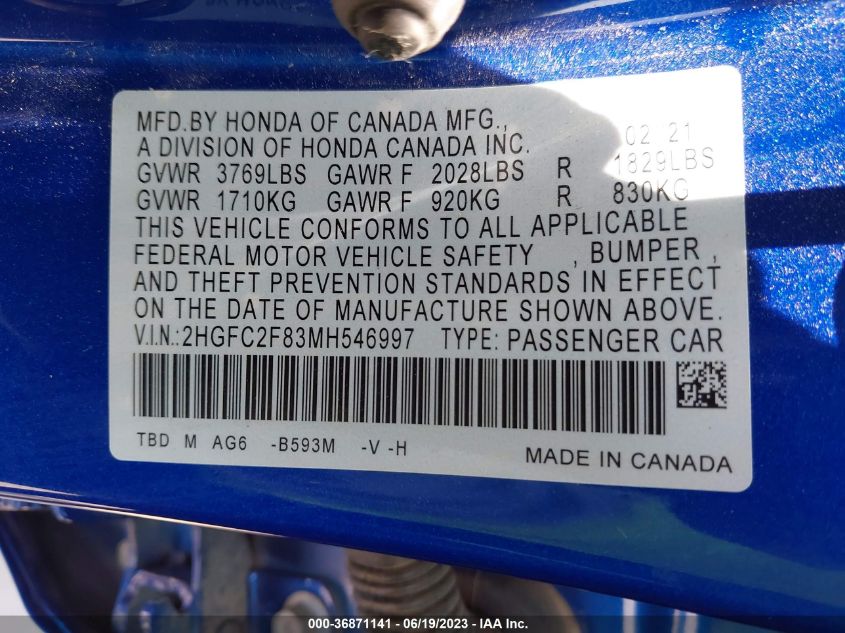 MFD.BY HONDA OF CANADA MFG., 02 21
A DIVISION OF HONDA CANADA INC.
GVWR 3769LBS GAWR F 2028LBS R 1829LBS
GVWR 1710KG GAWR F 920KG R 830KG
THIS VEHICLE CONFORMS TO ALL APPLICABLE
FEDERAL MOTOR VEHICLE SAFETY , BUMPER ,
AND THEFT PREVENTION STANDARDS IN EFFECT
ON THE DATE OF MANUFACTURE SHOWN ABOVE.
V.I.N.: 2HGFC2F83MH546997 TYPE: PASSENGER CAR
TBD M AG6 -B593M -V -H
MADE IN CANADA
000-36871141 - 06/19/2023 - IAA Inc.